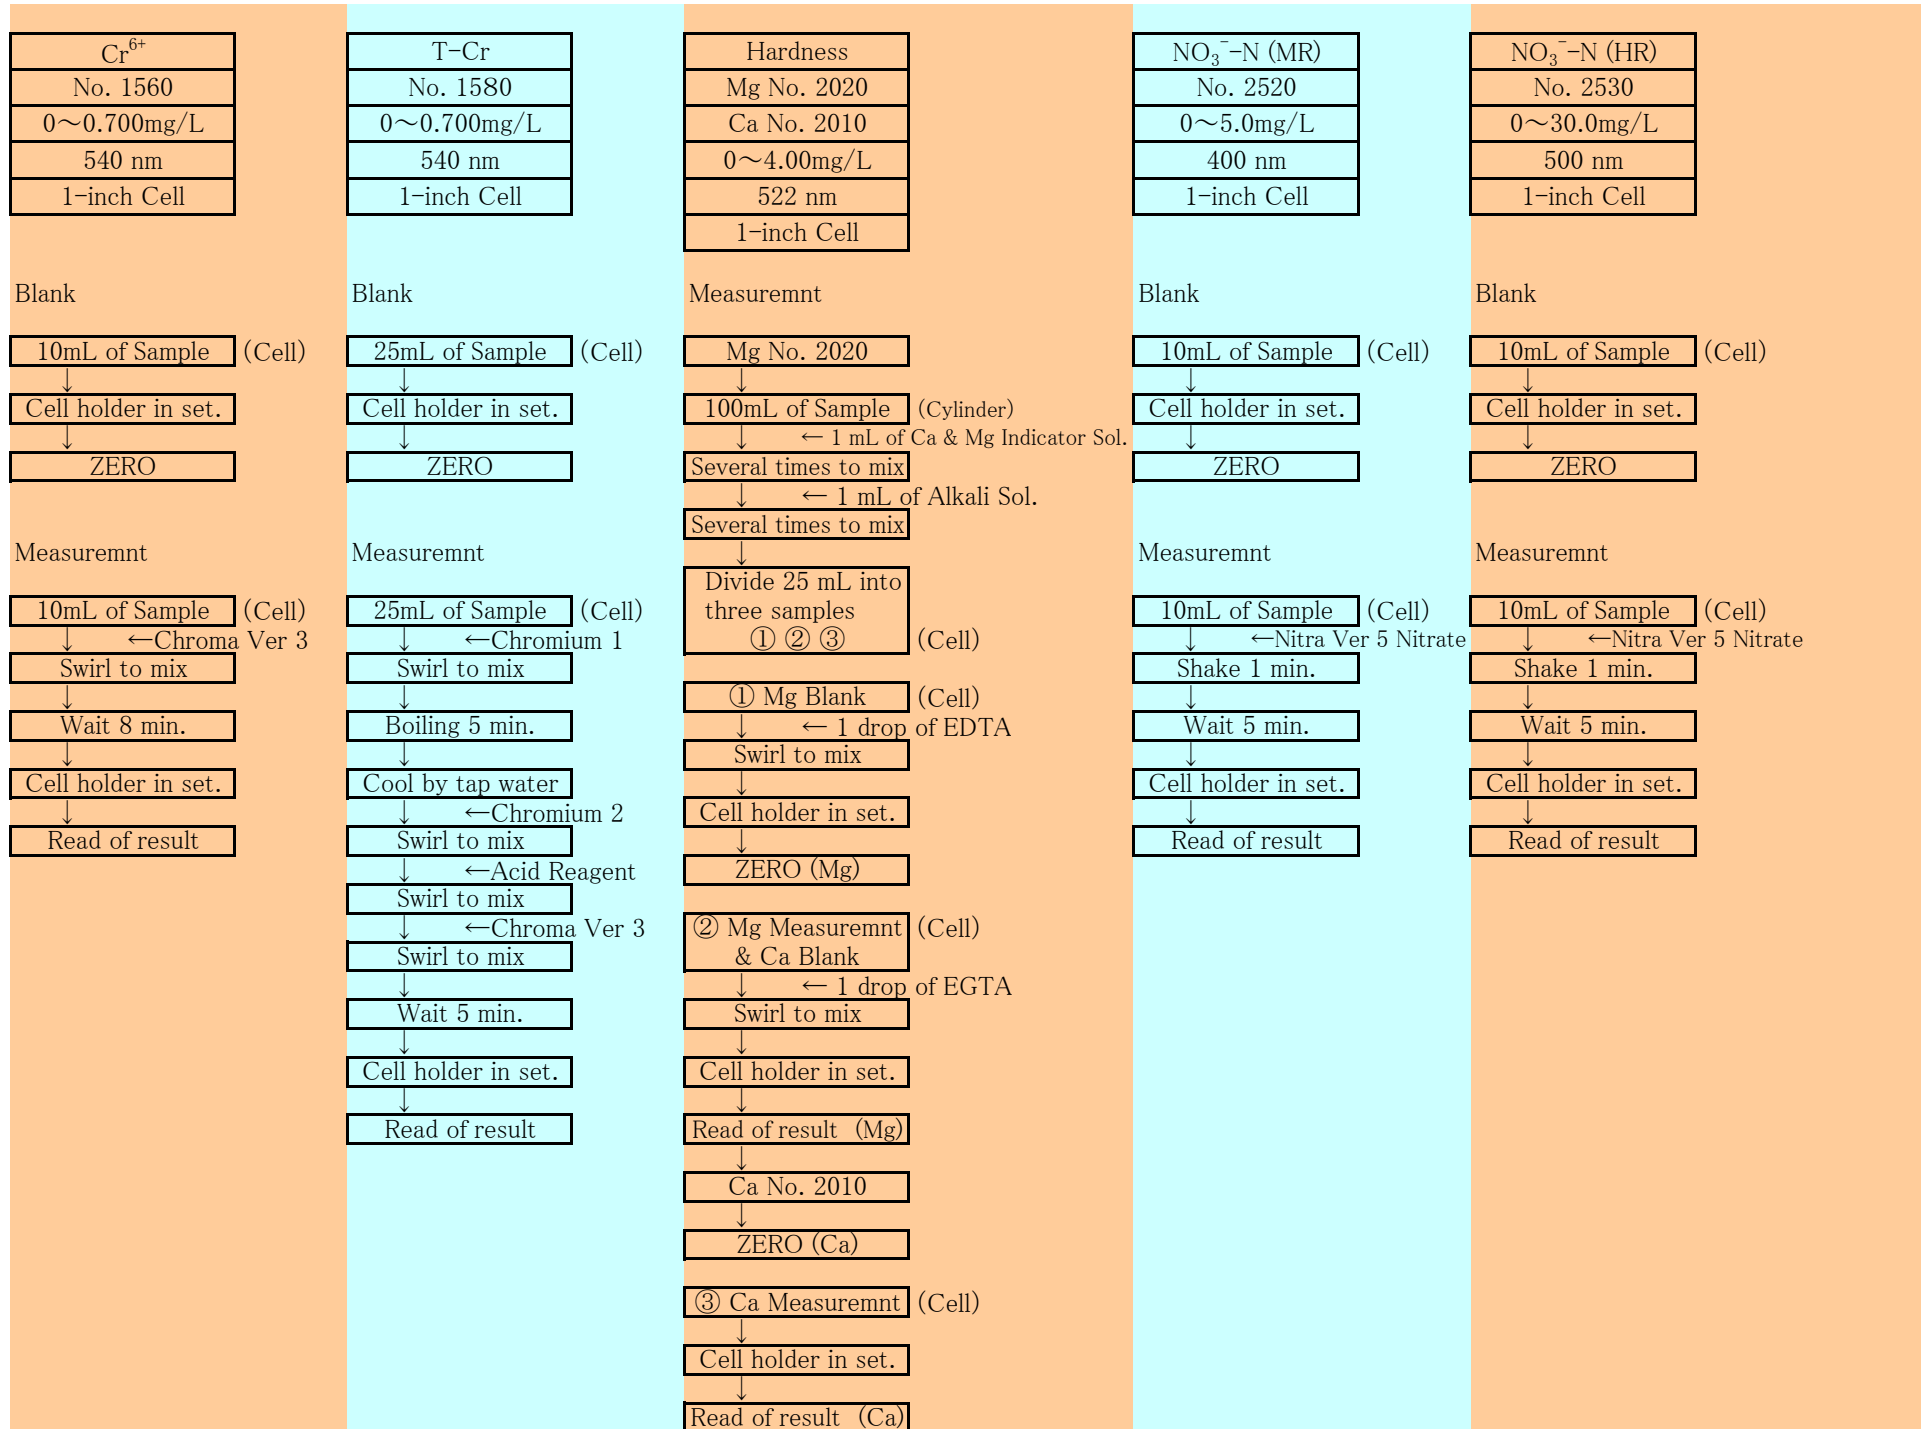 Cr6+
No. 1560
0～0.700mg/L
540 nm
1-inch Cell
Blank
10mL of Sample (Cell)
↓
Cell holder in set.
↓
ZERO
Measuremnt
10mL of Sample (Cell)
↓ ←Chroma Ver 3
Swirl to mix
↓
Wait 8 min.
↓
Cell holder in set.
↓
Read of result
T-Cr
No. 1580
0～0.700mg/L
540 nm
1-inch Cell
Blank
25mL of Sample (Cell)
↓
Cell holder in set.
↓
ZERO
Measuremnt
25mL of Sample (Cell)
↓ ←Chromium 1
Swirl to mix
↓
Boiling 5 min.
↓
Cool by tap water
↓ ←Chromium 2
Swirl to mix
↓ ←Acid Reagent
Swirl to mix
↓ ←Chroma Ver 3
Swirl to mix
↓
Wait 5 min.
↓
Cell holder in set.
↓
Read of result
Hardness
Mg No. 2020
Ca No. 2010
0～4.00mg/L
522 nm
1-inch Cell
Measuremnt
Mg No. 2020
↓
100mL of Sample (Cylinder)
↓ ← 1 mL of Ca & Mg Indicator Sol.
Several times to mix
↓ ← 1 mL of Alkali Sol.
Several times to mix
↓
Divide 25 mL into
three samples
① ② ③ (Cell)
① Mg Blank (Cell)
↓ ← 1 drop of EDTA
Swirl to mix
↓
Cell holder in set.
↓
ZERO (Mg)
② Mg Measuremnt (Cell)
& Ca Blank
↓ ← 1 drop of EGTA
Swirl to mix
↓
Cell holder in set.
↓
Read of result (Mg)
↓
Ca No. 2010
↓
ZERO (Ca)
③ Ca Measuremnt (Cell)
↓
Cell holder in set.
↓
Read of result (Ca)
NO3−-N (MR)
No. 2520
0～5.0mg/L
400 nm
1-inch Cell
Blank
10mL of Sample (Cell)
↓
Cell holder in set.
↓
ZERO
Measuremnt
10mL of Sample (Cell)
↓ ←Nitra Ver 5 Nitrate
Shake 1 min.
↓
Wait 5 min.
↓
Cell holder in set.
↓
Read of result
NO3−-N (HR)
No. 2530
0～30.0mg/L
500 nm
1-inch Cell
Blank
10mL of Sample (Cell)
↓
Cell holder in set.
↓
ZERO
Measuremnt
10mL of Sample (Cell)
↓ ←Nitra Ver 5 Nitrate
Shake 1 min.
↓
Wait 5 min.
↓
Cell holder in set.
↓
Read of result